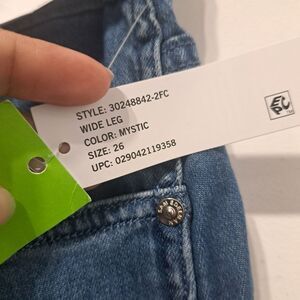 STYLE: 30248842-2FC
WIDE LEG
COLOR: MYSTIC
SIZE: 26
UPC: 029042119358